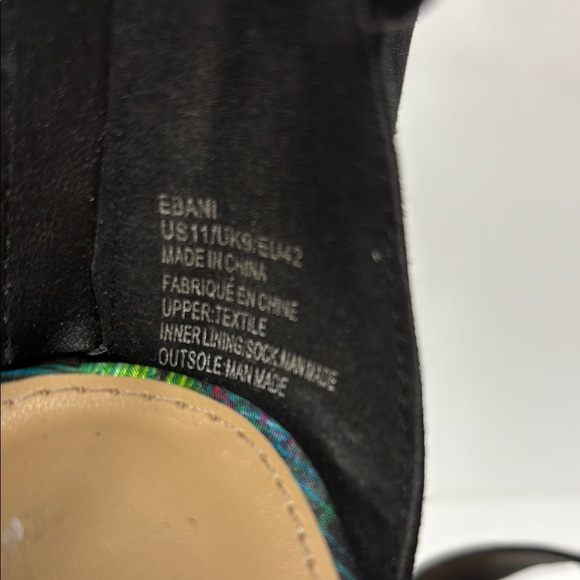 EBANI
US11/UK9/EU42
MADE IN CHINA
FABRIQUÉ EN CHINE
UPPER:TEXTILE
INNER LINING:SOCK:MAN MADE
OUTSOLE:MAN MADE